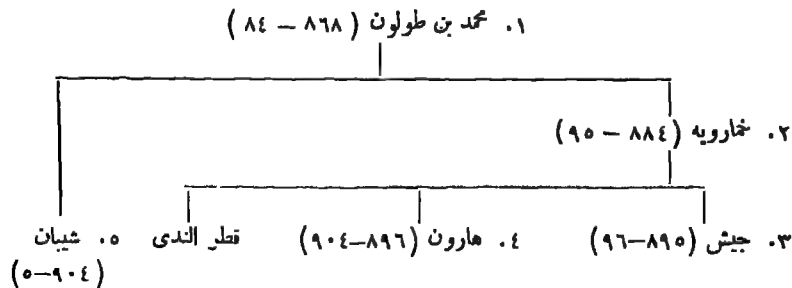 ١. محمد بن طولون (٨٦٨ – ٨٤)
٢. خمارويه (٨٨٤ – ٩٥)
٣. جيش (٨٩٥–٩٦) ٤. هارون (٨٩٦–٩٠٤) قطر الندى ٥. شيبان
(٩٠٤–٥)